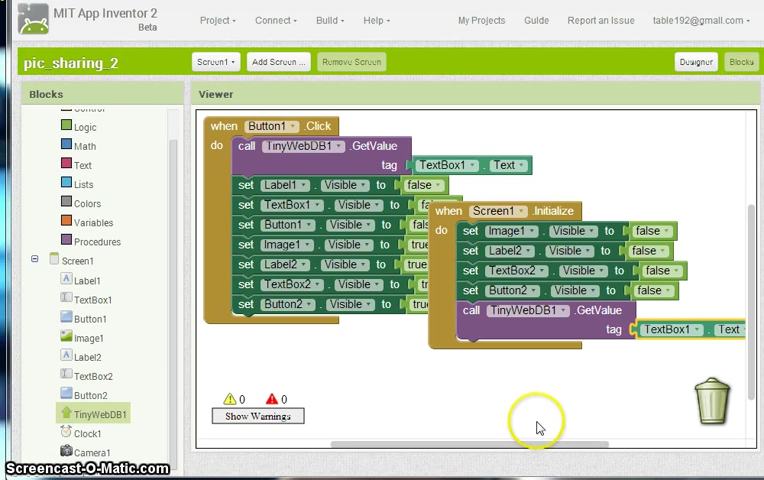 MIT App Inventor 2
Beta
Project Connect Build Help My Projects Guide Report an Issue table192@gmail.com
pic_sharing_2 Screen1 Add Screen ... Remove Screen Designer Blocks
Blocks Viewer
Control
Logic
Math
Text
Lists
Colors
Variables
Procedures
Screen1
Label1
TextBox1
Button1
Image1
Label2
TextBox2
Button2
TinyWebDB1
Clock1
Camera1
when Button1 .Click
do call TinyWebDB1 .GetValue
tag TextBox1 . Text
set Label1 . Visible to false
set TextBox1 . Visible to
set Button1 . Visible to
set Image1 . Visible to true
set Label2 . Visible to true
set TextBox2 . Visible to
set Button2 . Visible to true
when Screen1 .Initialize
do set Image1 . Visible to false
set Label2 . Visible to false
set TextBox2 . Visible to false
set Button2 . Visible to false
call TinyWebDB1 .GetValue
tag TextBox1 . Text
0 0
Show Warnings
Screencast-O-Matic.com